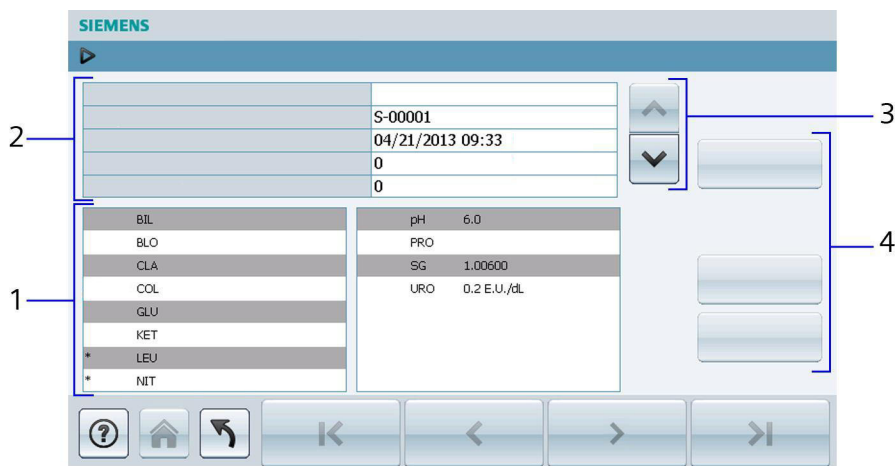 SIEMENS
S-00001
04/21/2013 09:33
0
0
BIL
BLO
CLA
COL
GLU
KET
* LEU
* NIT
pH 6.0
PRO
SG 1.00600
URO 0.2 E.U./dL
2
1
3
4
?